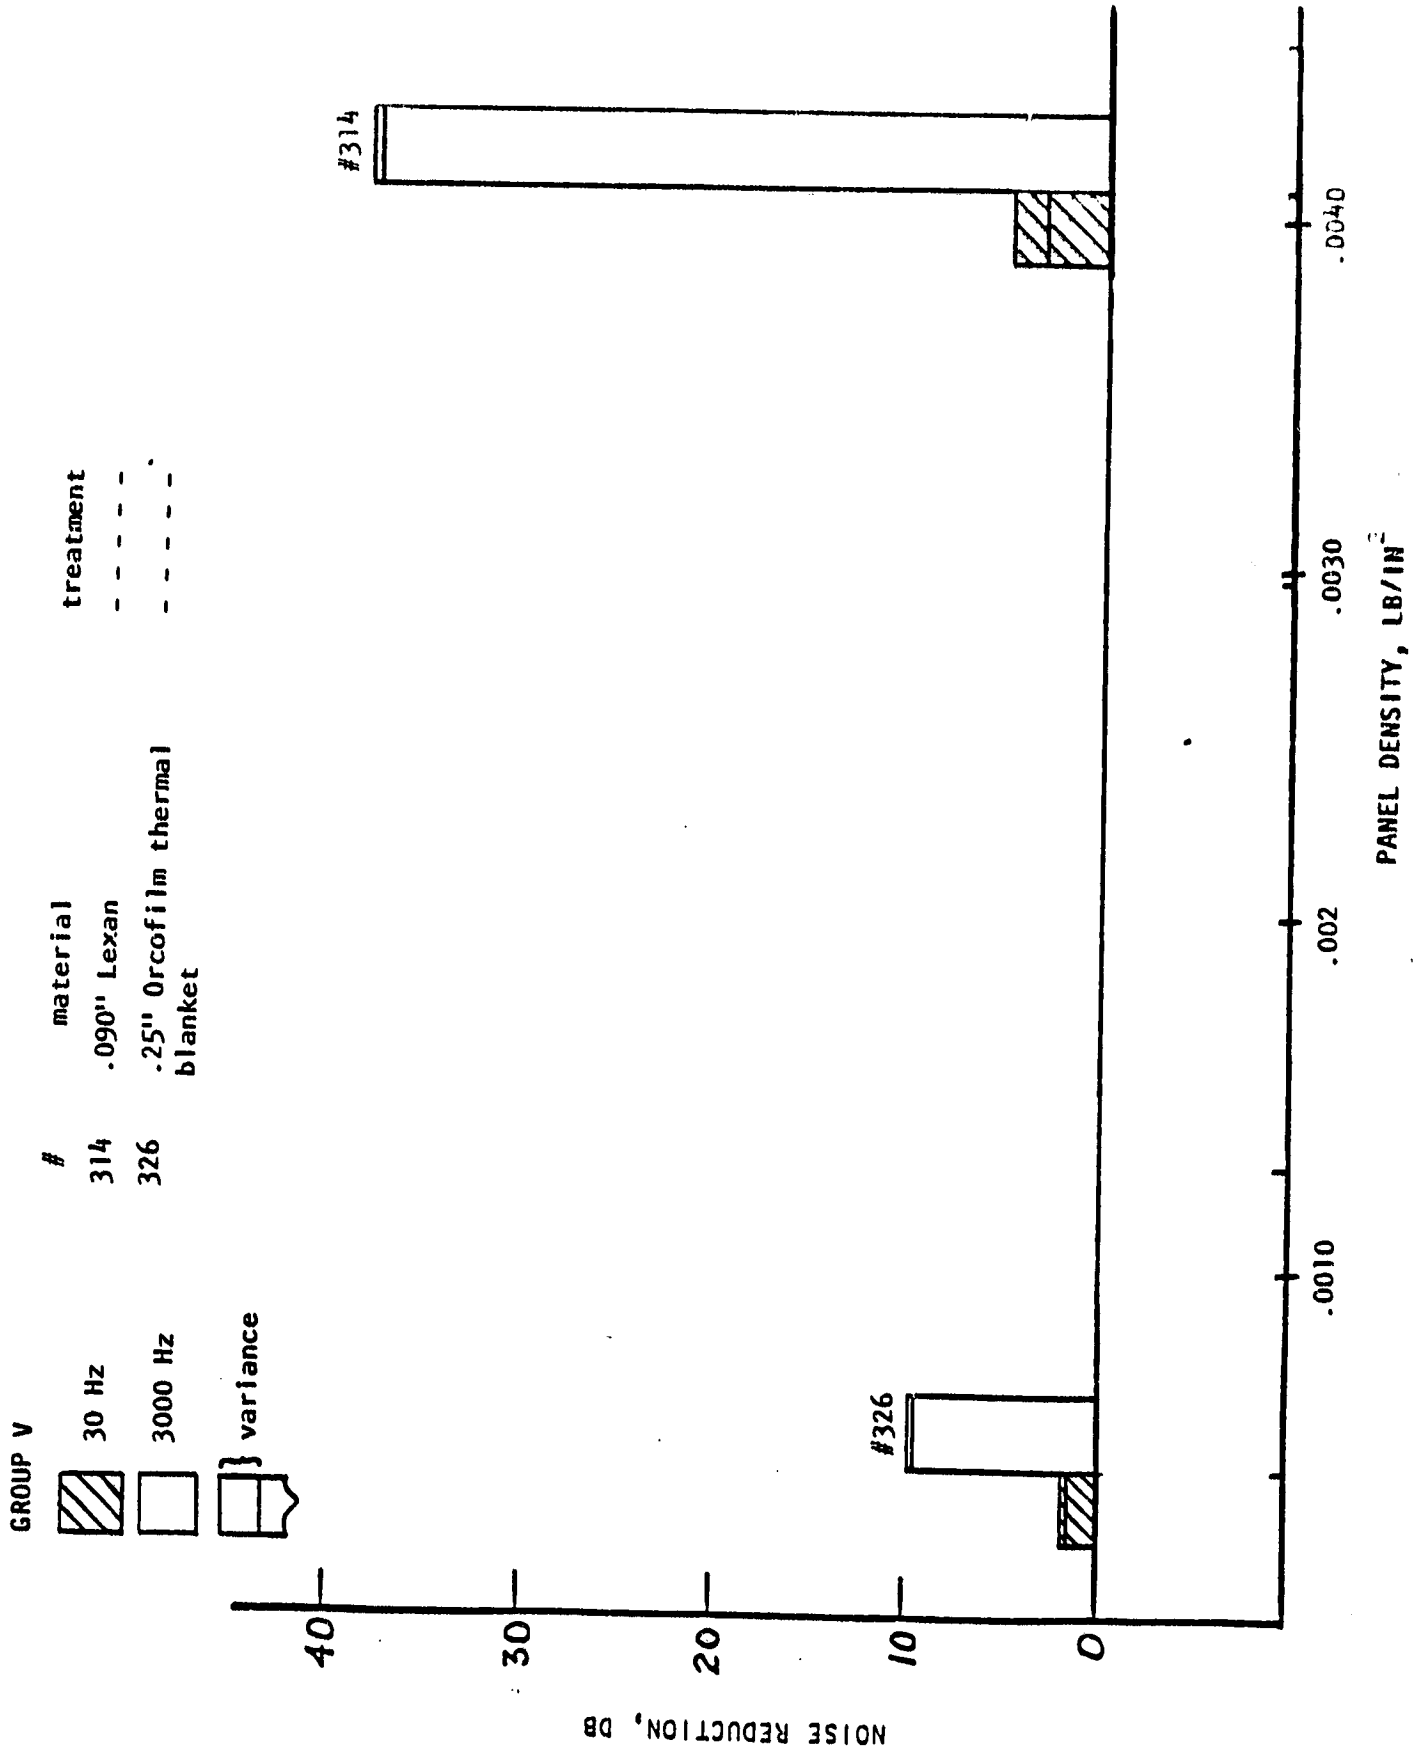 GROUP V
30 Hz
3000 Hz
} variance
# material treatment
314 .090" Lexan - - - - -
326 .25" Orcofilm thermal - - - - -
blanket
#326
#314
40
30
20
10
0
NOISE REDUCTION, DB
.0010
.002
.0030
.0040
PANEL DENSITY, LB/IN²